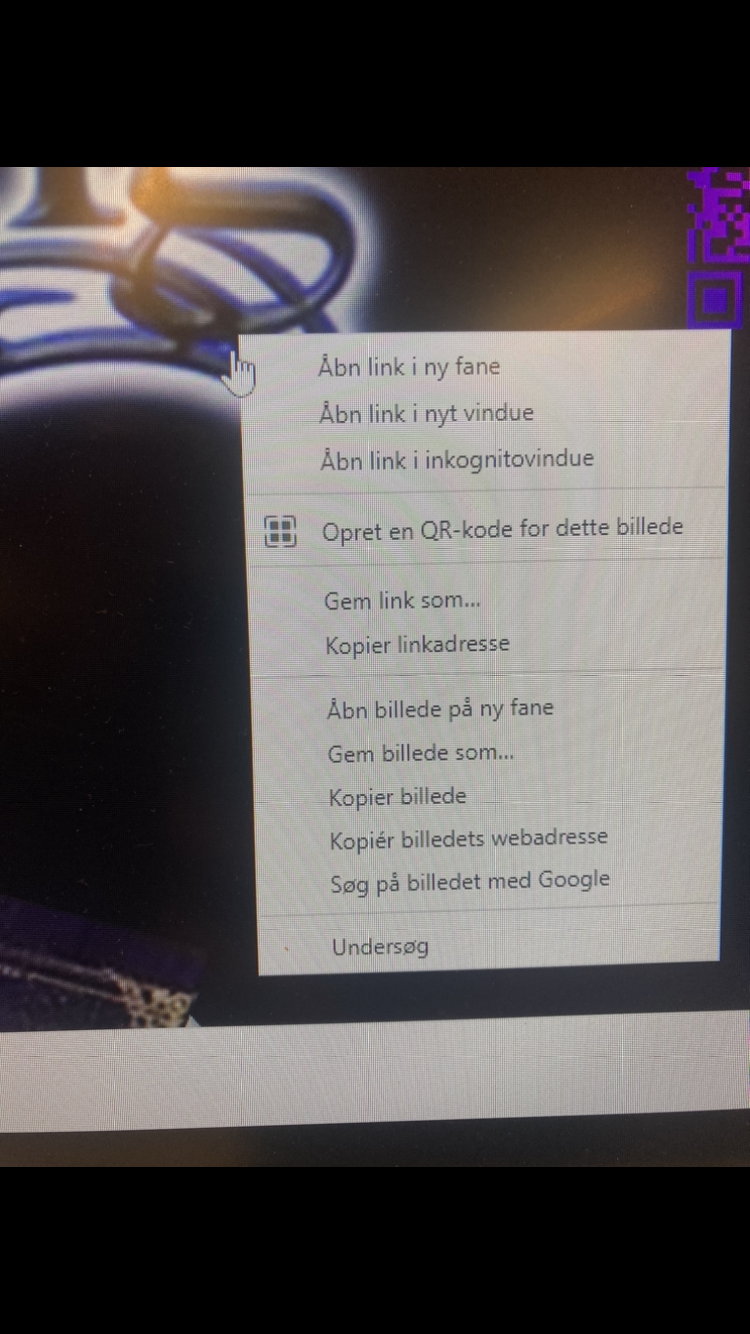 Åbn link i ny fane
Åbn link i nyt vindue
Åbn link i inkognitovindue
Opret en QR-kode for dette billede
Gem link som...
Kopier linkadresse
Åbn billede på ny fane
Gem billede som...
Kopier billede
Kopiér billedets webadresse
Søg på billedet med Google
Undersøg